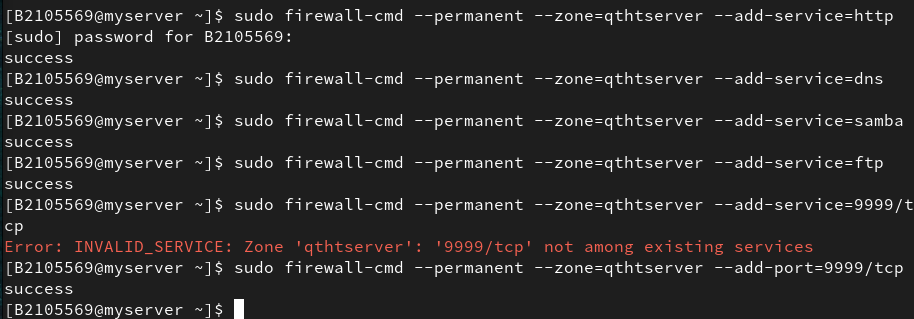 [B2105569@myserver ~]$ sudo firewall-cmd --permanent --zone=qthtserver --add-service=http
[sudo] password for B2105569:
success
[B2105569@myserver ~]$ sudo firewall-cmd --permanent --zone=qthtserver --add-service=dns
success
[B2105569@myserver ~]$ sudo firewall-cmd --permanent --zone=qthtserver --add-service=samba
success
[B2105569@myserver ~]$ sudo firewall-cmd --permanent --zone=qthtserver --add-service=ftp
success
[B2105569@myserver ~]$ sudo firewall-cmd --permanent --zone=qthtserver --add-service=9999/t
cp
Error: INVALID_SERVICE: Zone 'qthtserver': '9999/tcp' not among existing services
[B2105569@myserver ~]$ sudo firewall-cmd --permanent --zone=qthtserver --add-port=9999/tcp
success
[B2105569@myserver ~]$